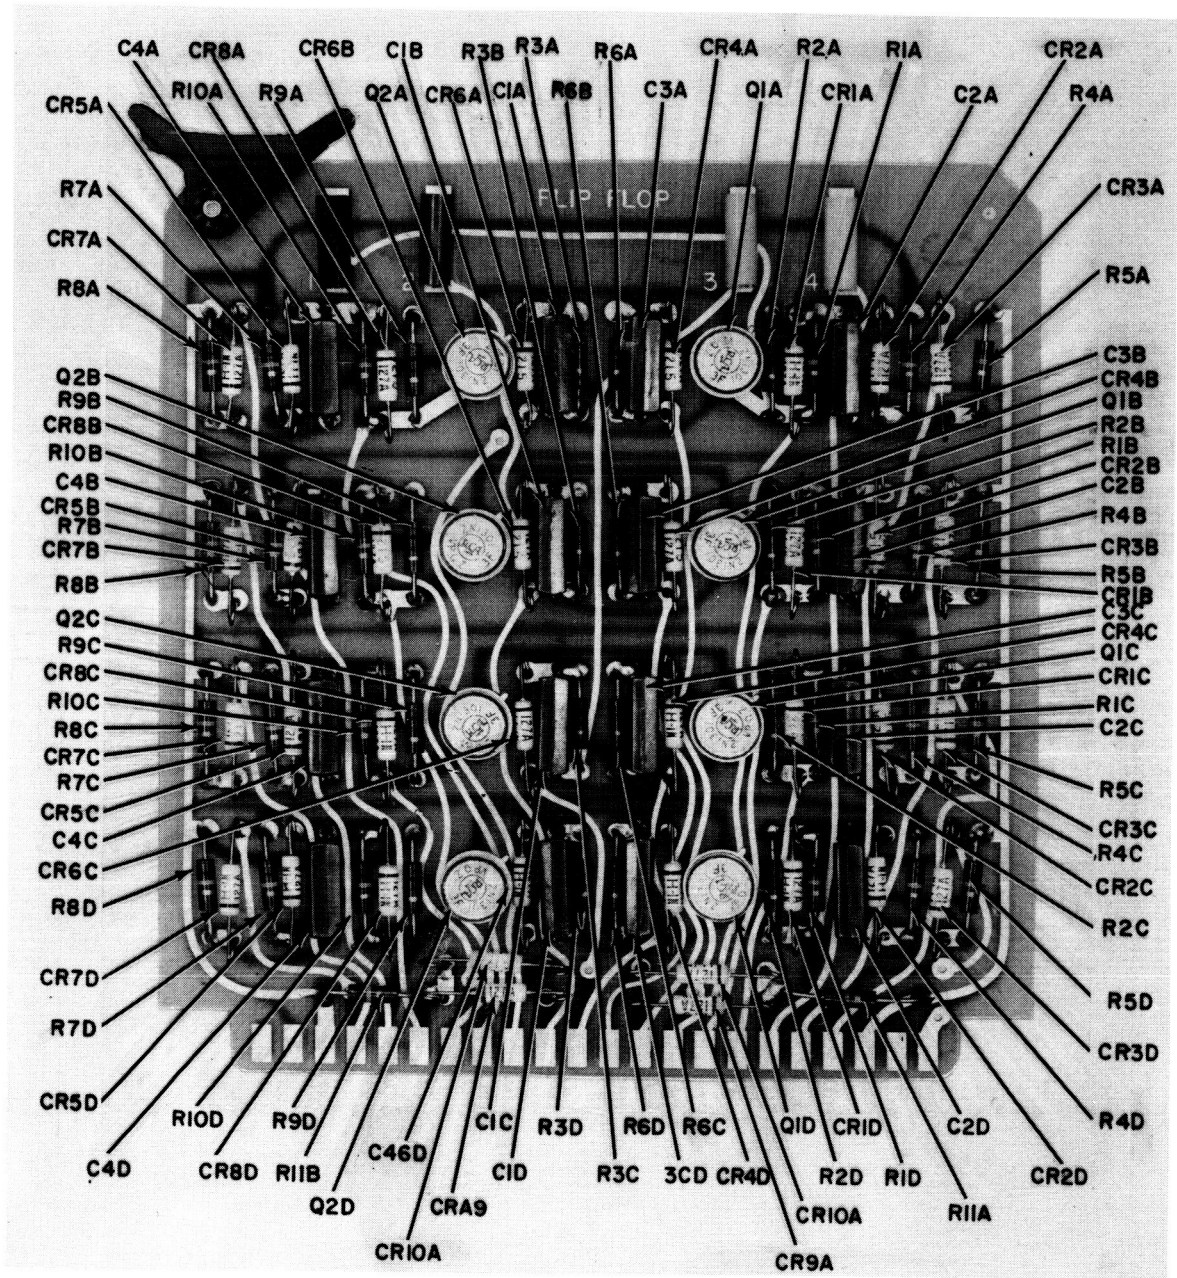 C4A CR8A CR6B C1B R3B R3A R6A CR4A R2A R1A CR2A
CR5A R10A R9A Q2A CR6A C1A R6B C3A Q1A CR1A C2A R4A
R7A
CR7A
R8A
CR3A
R5A
FLIP FLOP
1 2 3 4
Q2B
R9B
CR8B
R10B
C4B
CR5B
R7B
CR7B
R8B
Q2C
R9C
CR8C
R10C
R8C
CR7C
R7C
CR5C
C4C
CR6C
R8D
CR7D
R7D
CR5D
C3B
CR4B
Q1B
R2B
R1B
CR2B
C2B
R4B
CR3B
R5B
CR1B
C3C
CR4C
Q1C
CR1C
R1C
C2C
R5C
CR3C
R4C
CR2C
R2C
R5D
CR3D
R4D
R10D R9D C46D C1C R3D R6D R6C Q1D CR1D C2D
C4D CR8D R11B Q2D CRA9 C1D R3C 3CD CR4D R2D R1D CR2D
CR10A CR10A R11A
CR9A